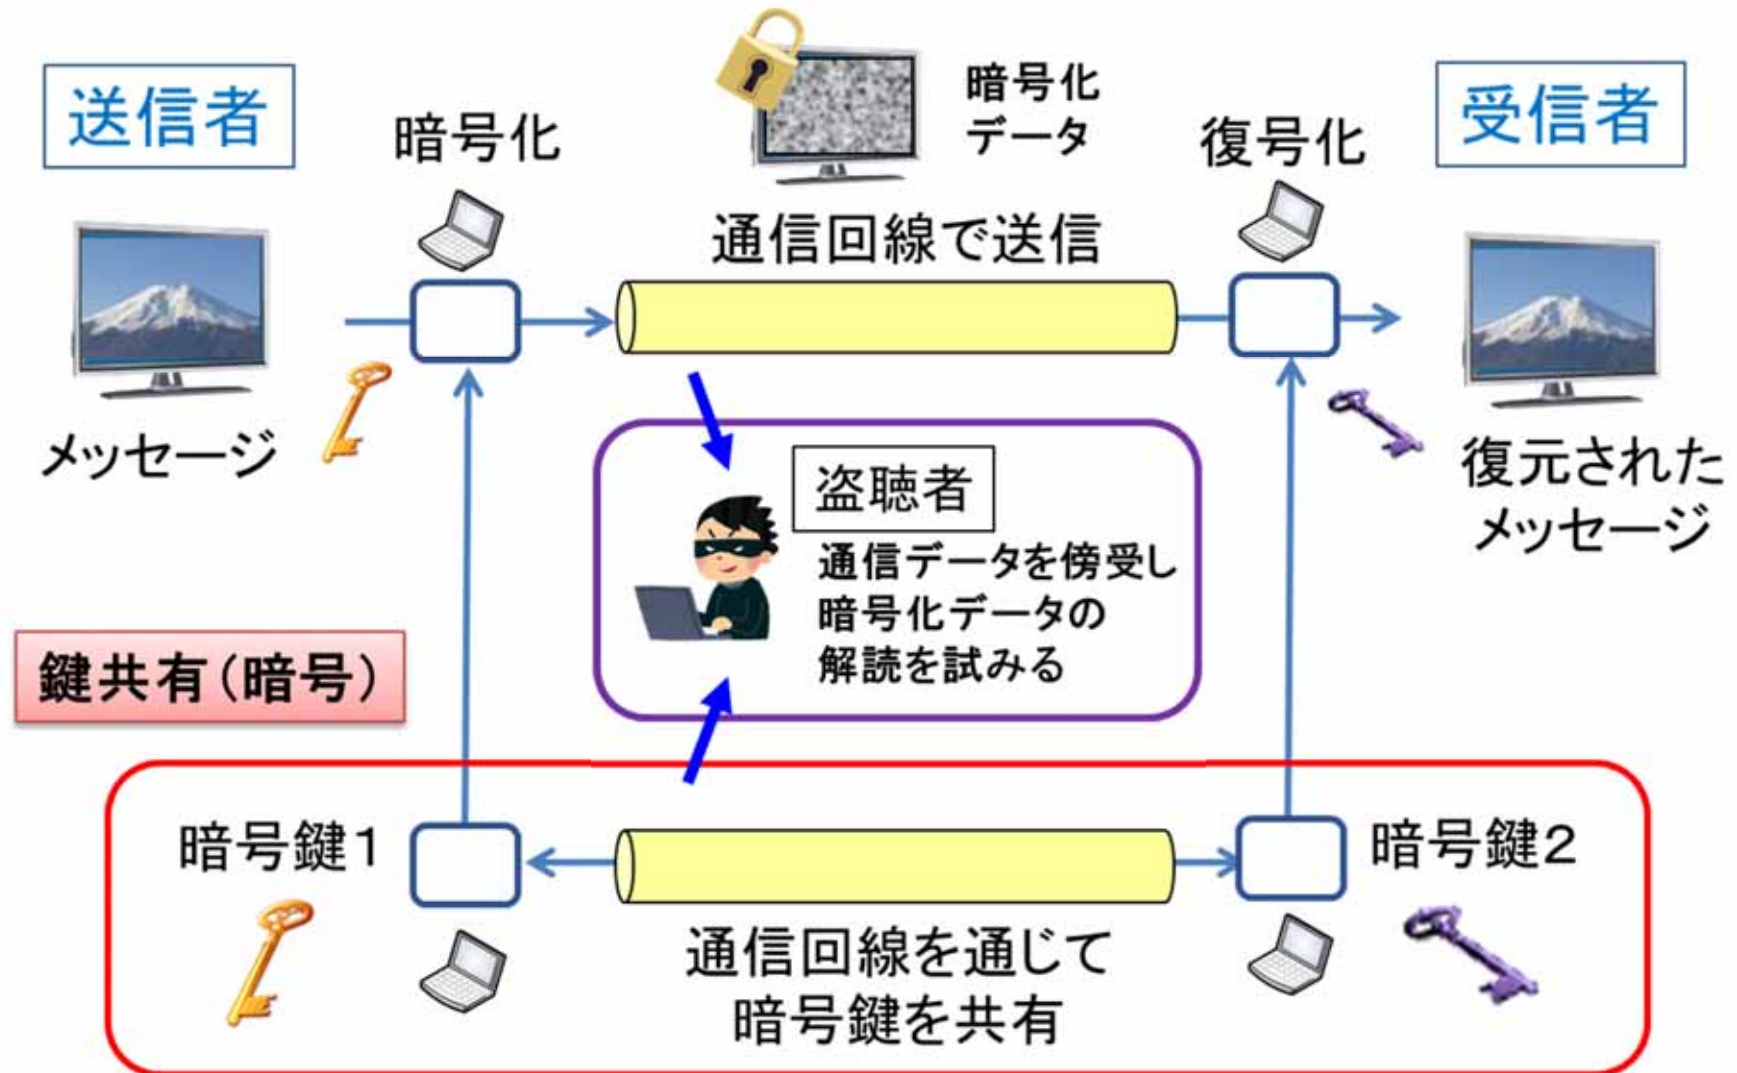 送信者
暗号化
暗号化
データ
復号化
受信者
通信回線で送信
メッセージ
盗聴者
通信データを傍受し
暗号化データの
解読を試みる
復元された
メッセージ
鍵共有(暗号)
暗号鍵1
暗号鍵2
通信回線を通じて
暗号鍵を共有